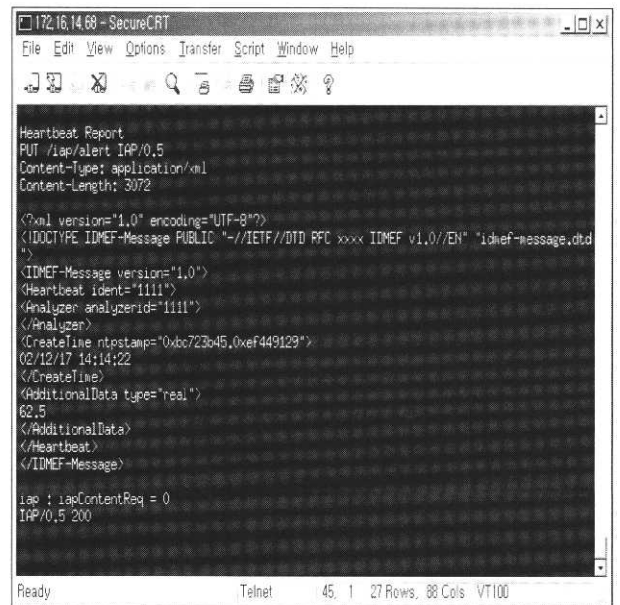 172.16.14.68 - SecureCRT
File Edit View Options Transfer Script Window Help
Heartbeat Report
PUT /iap/alert IAP/0.5
Content-Type: application/xml
Content-Length: 3072
<?xml version="1.0" encoding="UTF-8"?>
<!DOCTYPE IDMEF-Message PUBLIC "-//IETF//DTD RFC xxxx IDMEF v1.0//EN" "idmef-message.dtd
">
<IDMEF-Message version="1.0">
<Heartbeat ident="1111">
<Analyzer analyzerid="1111">
</Analyzer>
<CreateTime ntpstamp="0xbc723b45.0xef449129">
02/12/17 14:14:22
</CreateTime>
<AdditionalData type="real">
62.5
</AdditionalData>
</Heartbeat>
</IDMEF-Message>
iap : iapContentReq = 0
IAP/0.5 200
Ready Telnet 45, 1 27 Rows, 88 Cols VT100